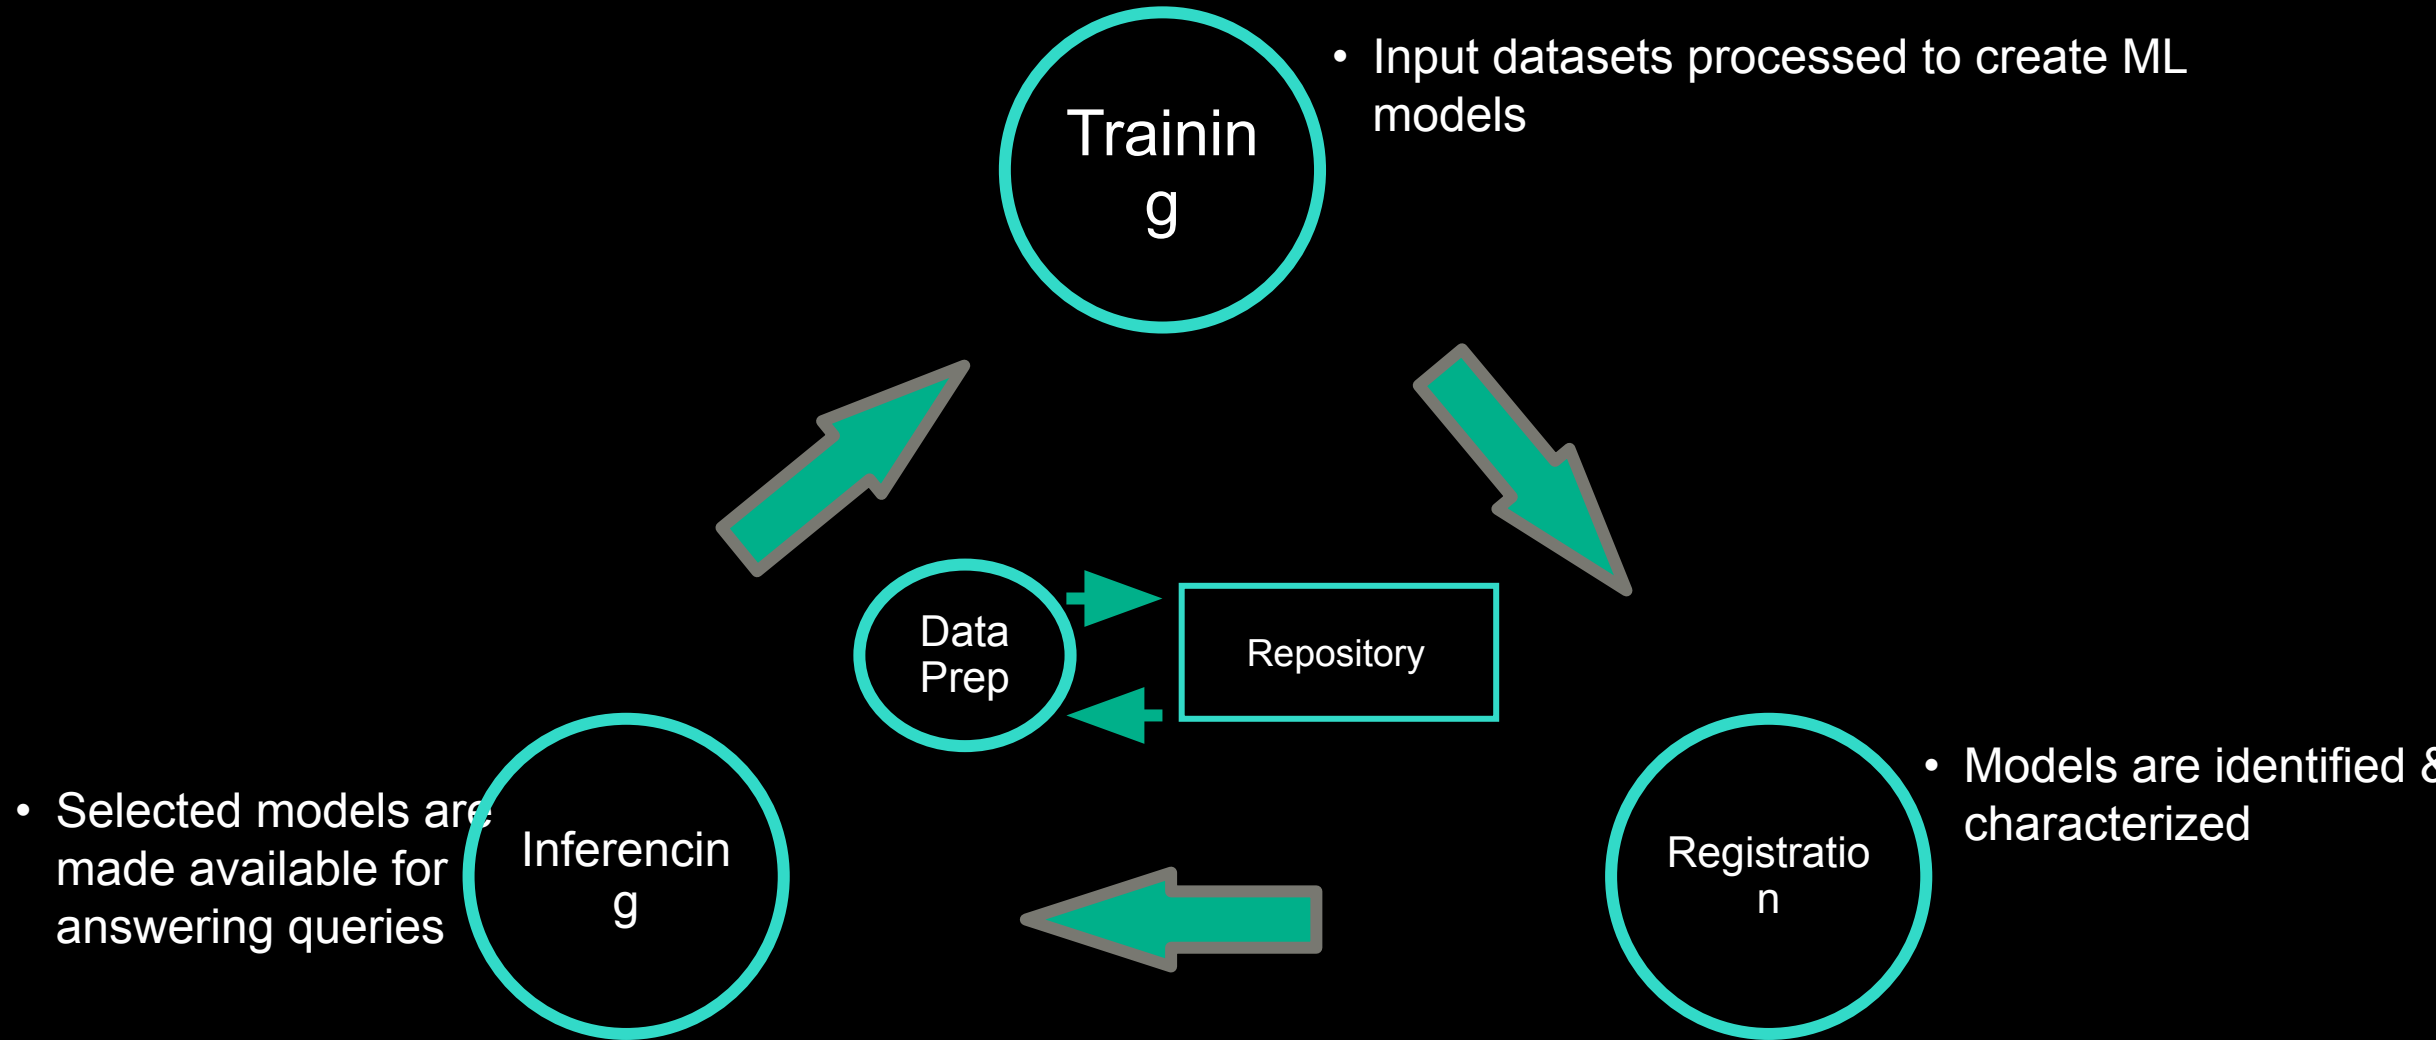 • Input datasets processed to create ML
models
Trainin
g
Data
Prep
Repository
• Selected models are
made available for
answering queries
Inferencin
g
Registratio
n
• Models are identified &
characterized